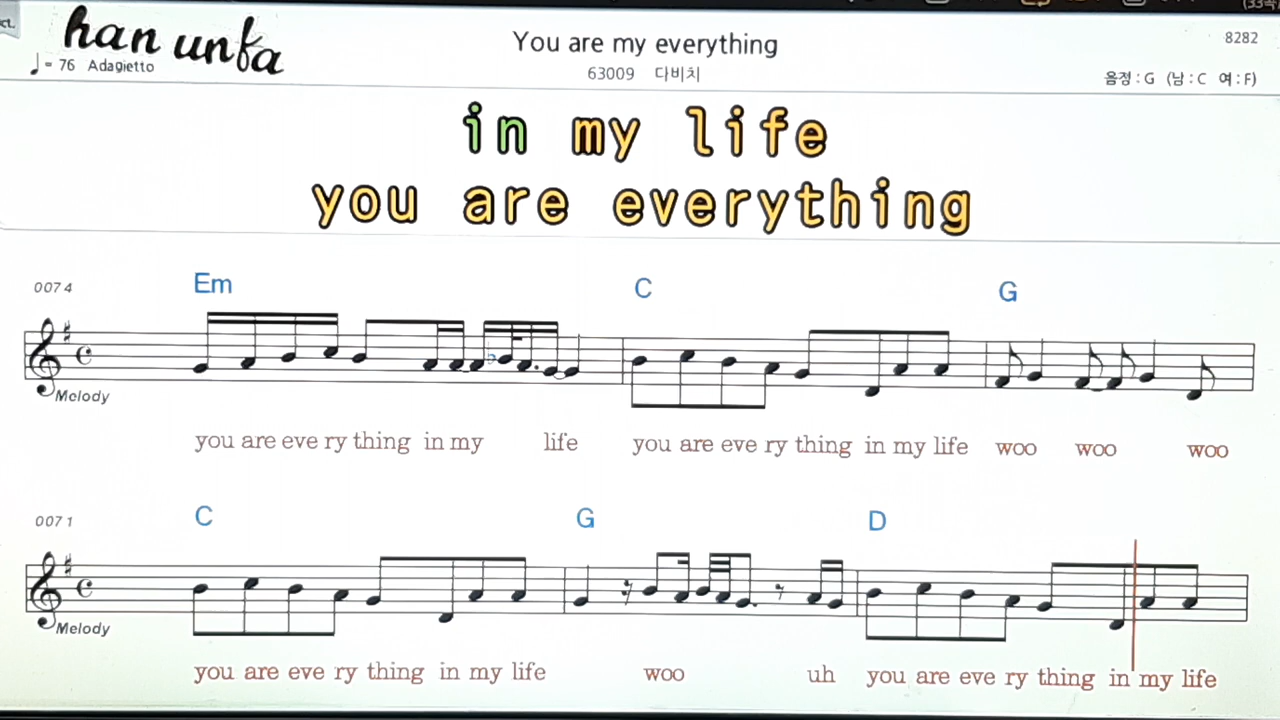 ct.
han unfa
You are my everything
8282
♩= 76 Adagietto
63009 다비치
음정 : G (남 : C 여 : F)
in my life
you are everything
0074
Em C G
Melody
you are eve ry thing in my life you are eve ry thing in my life woo woo woo
0071
C G D
Melody
you are eve ry thing in my life woo uh you are eve ry thing in my life